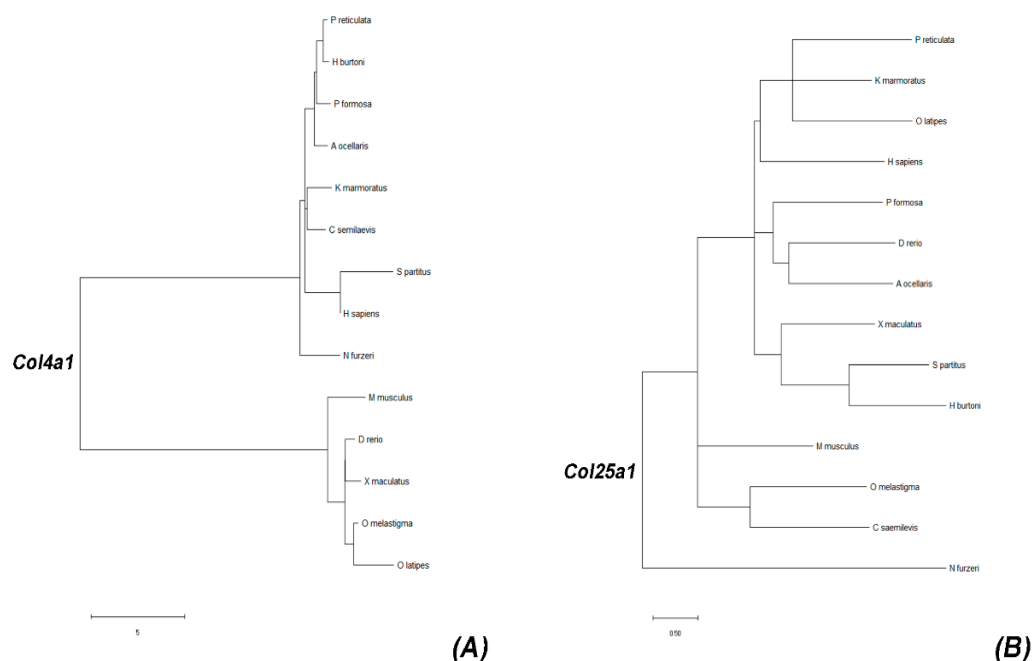 P reticulata
H burtoni
P formosa
A ocellaris
K marmoratus
C semilaevis
S partitus
H sapiens
N furzeri
Col4a1
M musculus
D rerio
X maculatus
O melastigma
O latipes
5
(A)
P reticulata
K marmoratus
O latipes
H sapiens
P formosa
D rerio
A ocellaris
X maculatus
S partitus
H burtoni
M musculus
Col25a1
O melastigma
C saemilevis
N furzeri
0.50
(B)